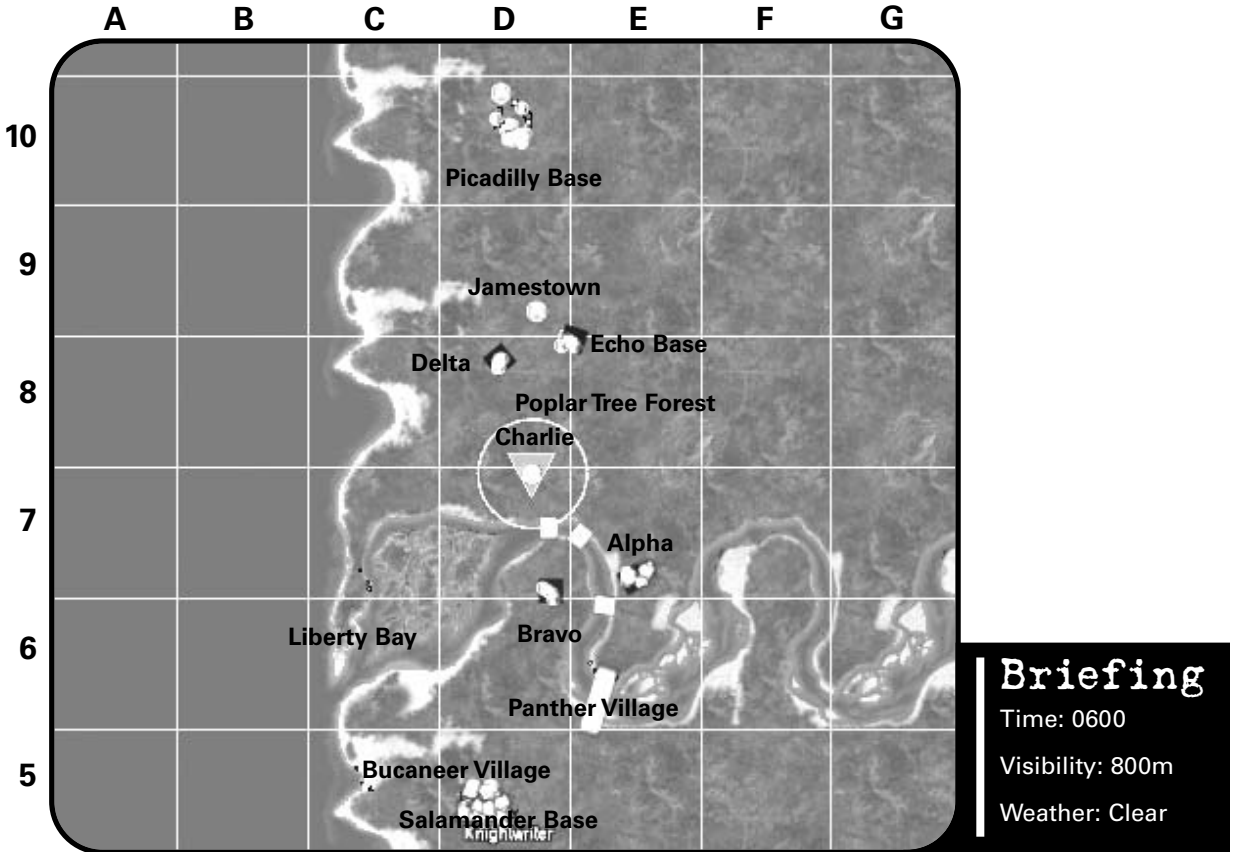 A B C D E F G
10
Picadilly Base
9
Jamestown
Echo Base
Delta
8
Poplar Tree Forest
Charlie
7
Alpha
Liberty Bay
Bravo
6
Panther Village
5
Bucaneer Village
Salamander Base
Knightwriter
Briefing
Time: 0600
Visibility: 800m
Weather: Clear